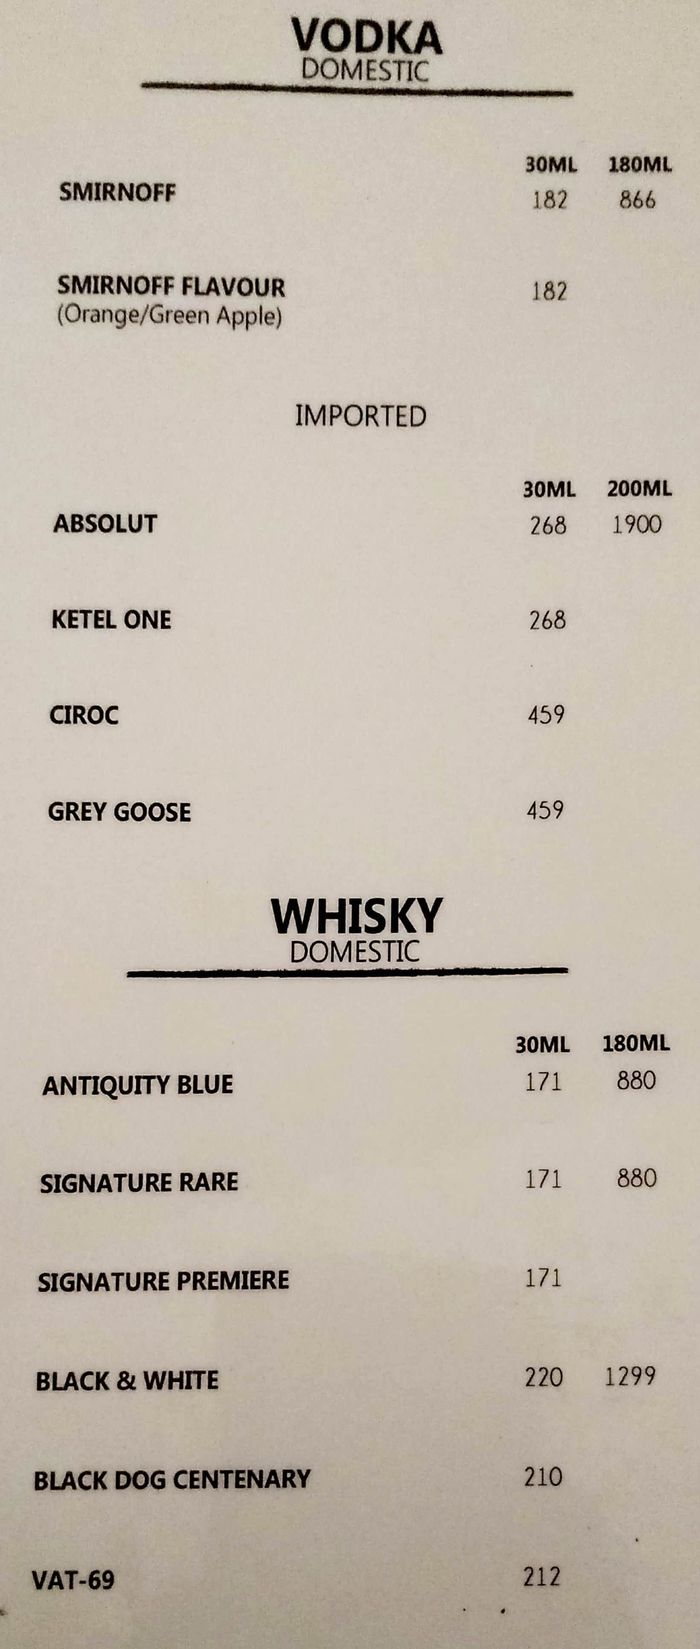 VODKA
DOMESTIC
30ML 180ML
SMIRNOFF 182 866
SMIRNOFF FLAVOUR 182
(Orange/Green Apple)
IMPORTED
30ML 200ML
ABSOLUT 268 1900
KETEL ONE 268
CIROC 459
GREY GOOSE 459
WHISKY
DOMESTIC
30ML 180ML
ANTIQUITY BLUE 171 880
SIGNATURE RARE 171 880
SIGNATURE PREMIERE 171
BLACK & WHITE 220 1299
BLACK DOG CENTENARY 210
VAT-69 212